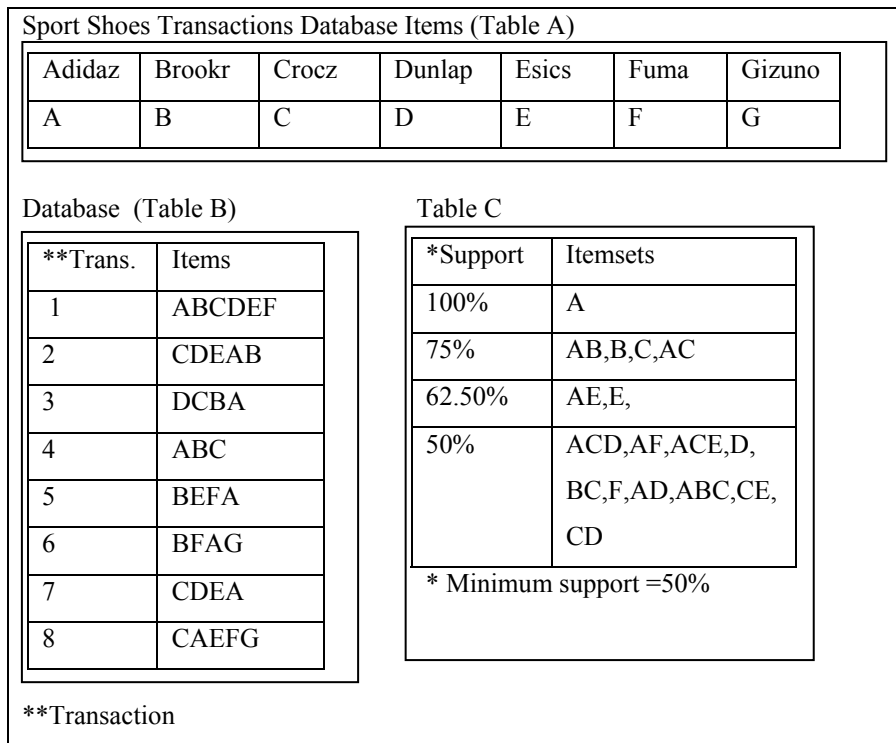 Sport Shoes Transactions Database Items (Table A)
Adidaz Brookr Crocz Dunlap Esics Fuma Gizuno
A B C D E F G
Database (Table B)
**Trans. Items
1 ABCDEF
2 CDEAB
3 DCBA
4 ABC
5 BEFA
6 BFAG
7 CDEA
8 CAEFG
**Transaction
Table C
*Support Itemsets
100% A
75% AB,B,C,AC
62.50% AE,E,
50% ACD,AF,ACE,D,
BC,F,AD,ABC,CE,
CD
* Minimum support =50%